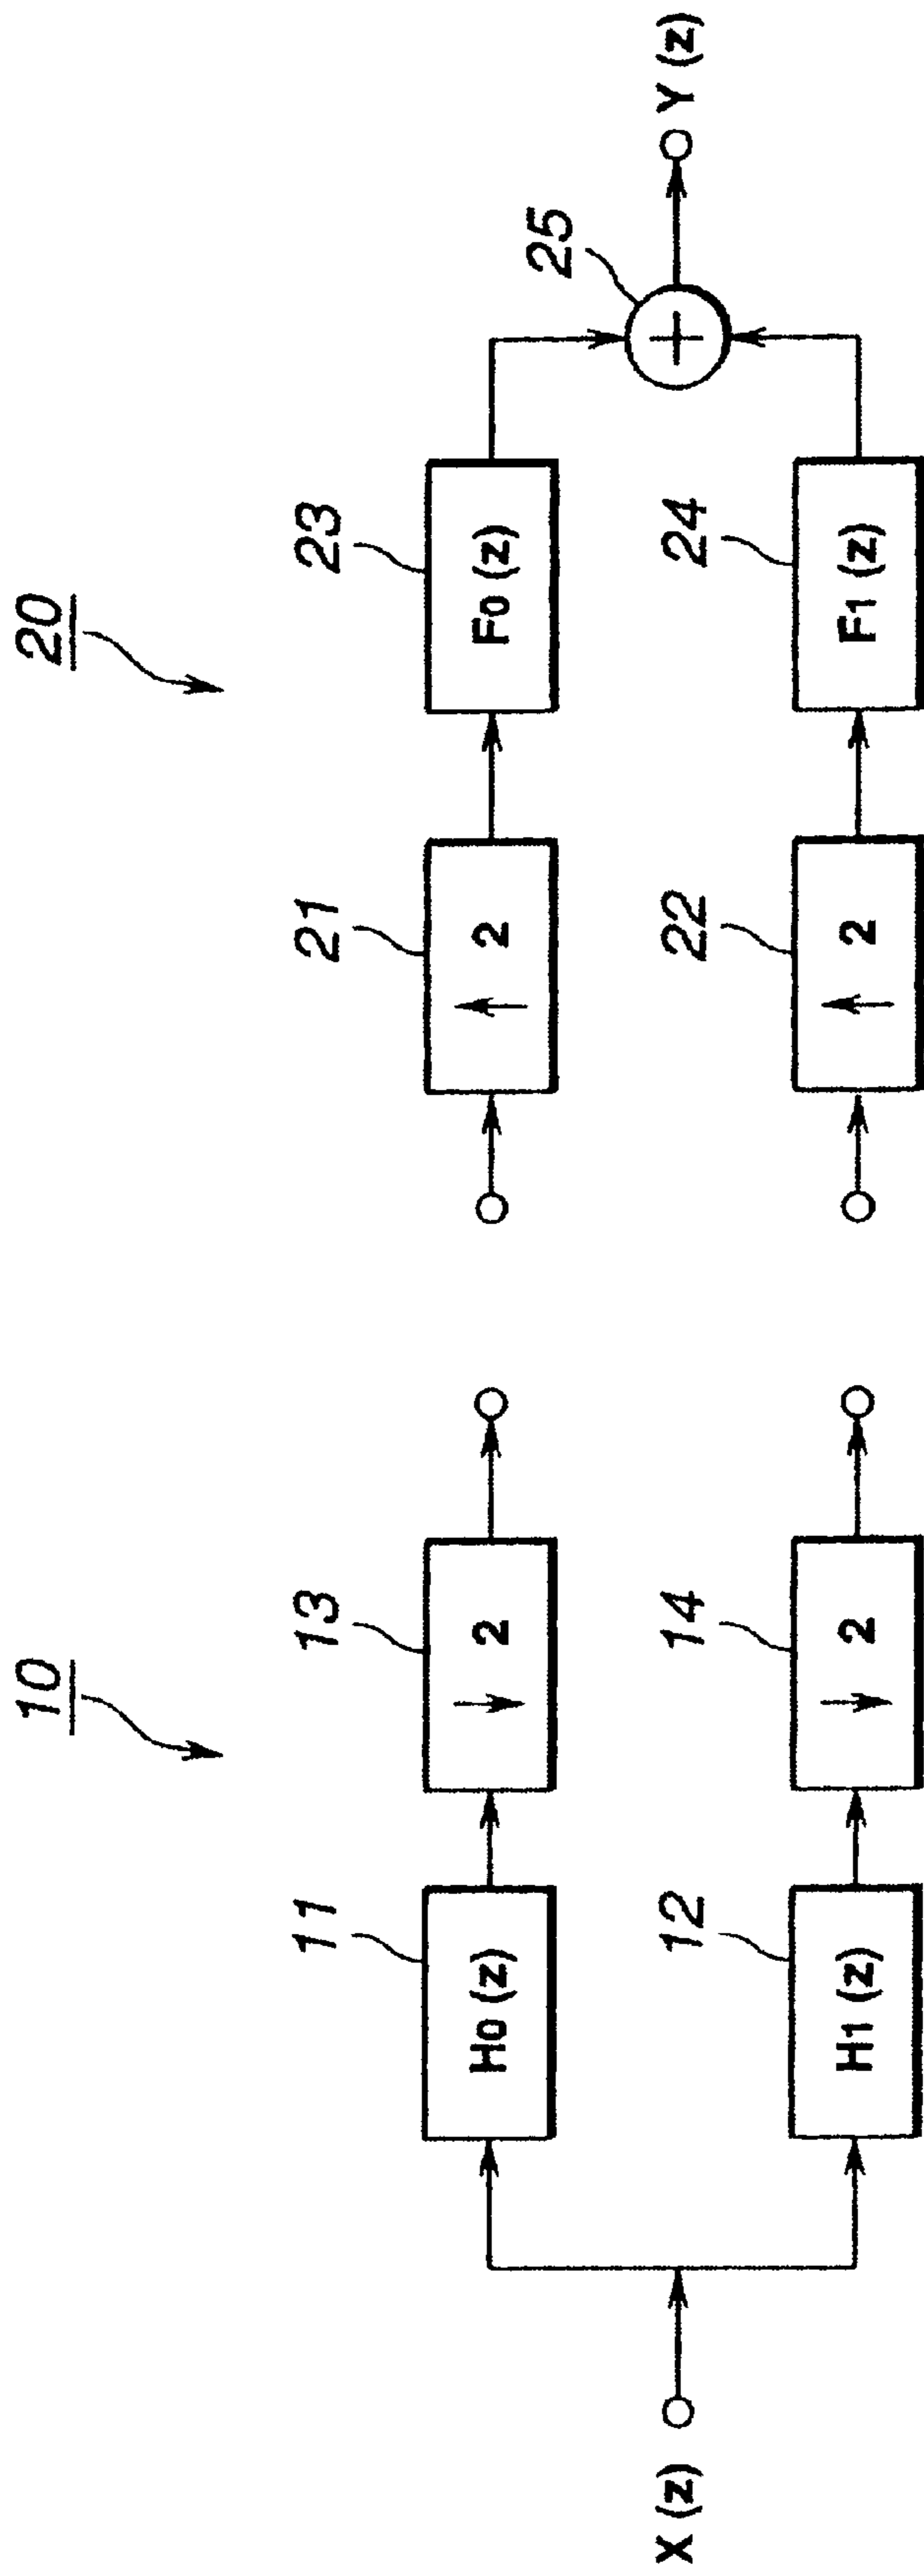 10
20
11
13
21
23
H0 (z)
↓ 2
↑ 2
F0 (z)
25
X (z)
+
Y (z)
12
14
22
24
H1 (z)
↓ 2
↑ 2
F1 (z)